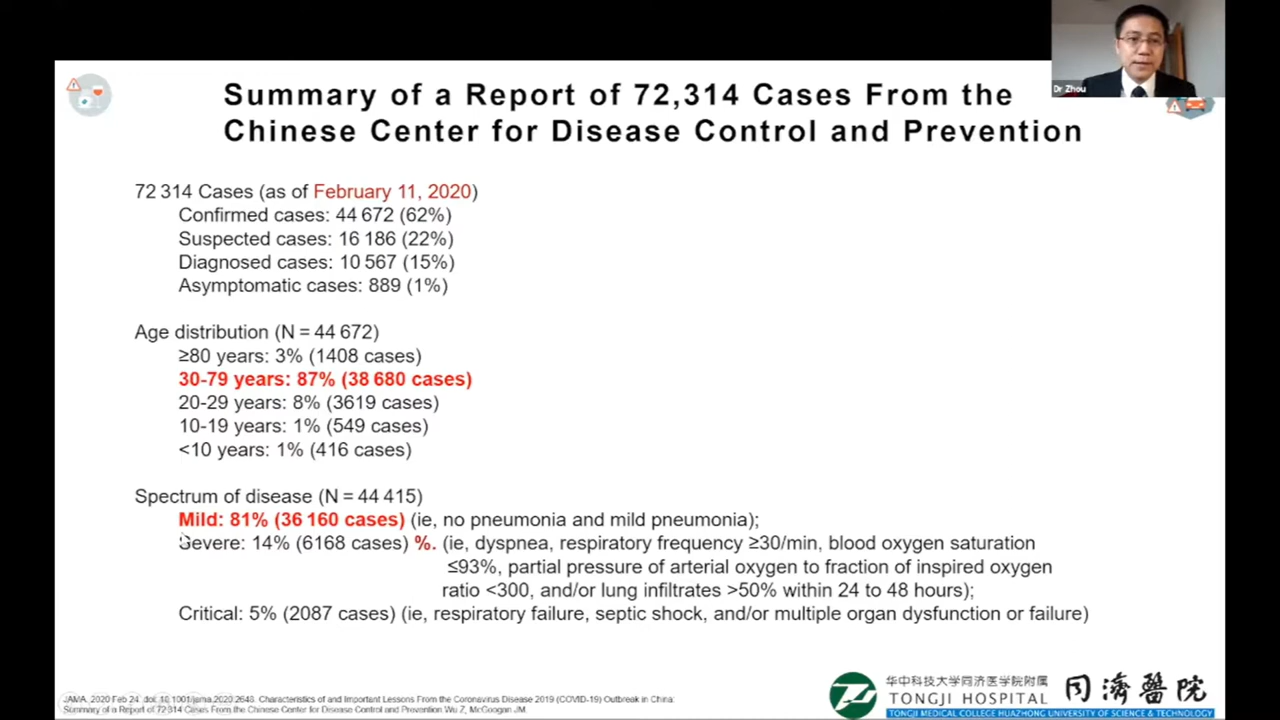 Dr Zhou
Summary of a Report of 72,314 Cases From the
Chinese Center for Disease Control and Prevention
72 314 Cases (as of February 11, 2020)
Confirmed cases: 44 672 (62%)
Suspected cases: 16 186 (22%)
Diagnosed cases: 10 567 (15%)
Asymptomatic cases: 889 (1%)
Age distribution (N = 44 672)
≥80 years: 3% (1408 cases)
30-79 years: 87% (38 680 cases)
20-29 years: 8% (3619 cases)
10-19 years: 1% (549 cases)
<10 years: 1% (416 cases)
Spectrum of disease (N = 44 415)
Mild: 81% (36 160 cases) (ie, no pneumonia and mild pneumonia);
Severe: 14% (6168 cases) %. (ie, dyspnea, respiratory frequency ≥30/min, blood oxygen saturation
≤93%, partial pressure of arterial oxygen to fraction of inspired oxygen
ratio <300, and/or lung infiltrates >50% within 24 to 48 hours);
Critical: 5% (2087 cases) (ie, respiratory failure, septic shock, and/or multiple organ dysfunction or failure)
JAMA. 2020 Feb 24. doi: 10.1001/jama.2020.2648. Characteristics of and Important Lessons From the Coronavirus Disease 2019 (COVID-19) Outbreak in China:
Summary of a Report of 72 314 Cases From the Chinese Center for Disease Control and Prevention Wu Z, McGoogan JM.
华中科技大学同济医学院附属
TONGJI HOSPITAL
同濟醫院
TONGJI MEDICAL COLLEGE HUAZHONG UNIVERSITY OF SCIENCE & TECHNOLOGY